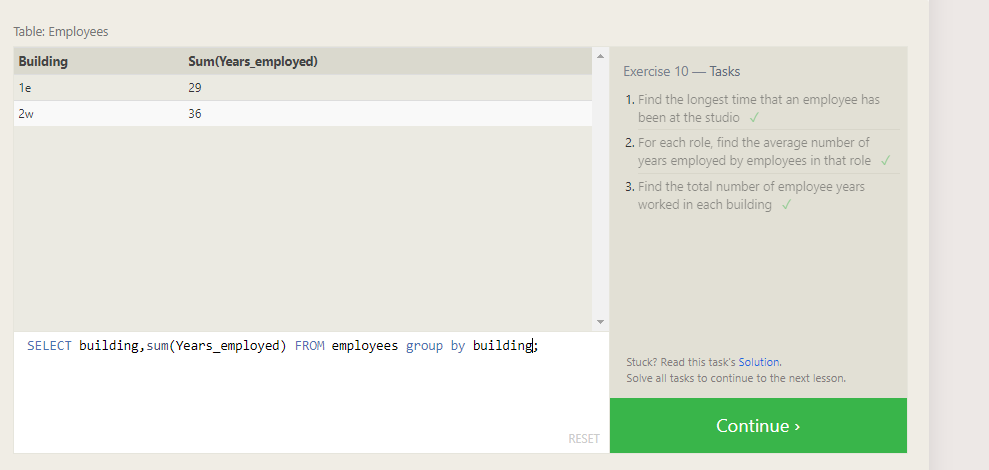 Table: Employees
Building Sum(Years_employed)
1e 29
2w 36
SELECT building,sum(Years_employed) FROM employees group by building;
RESET
Exercise 10 — Tasks
1. Find the longest time that an employee has
been at the studio ✓
2. For each role, find the average number of
years employed by employees in that role ✓
3. Find the total number of employee years
worked in each building ✓
Stuck? Read this task's Solution.
Solve all tasks to continue to the next lesson.
Continue ›